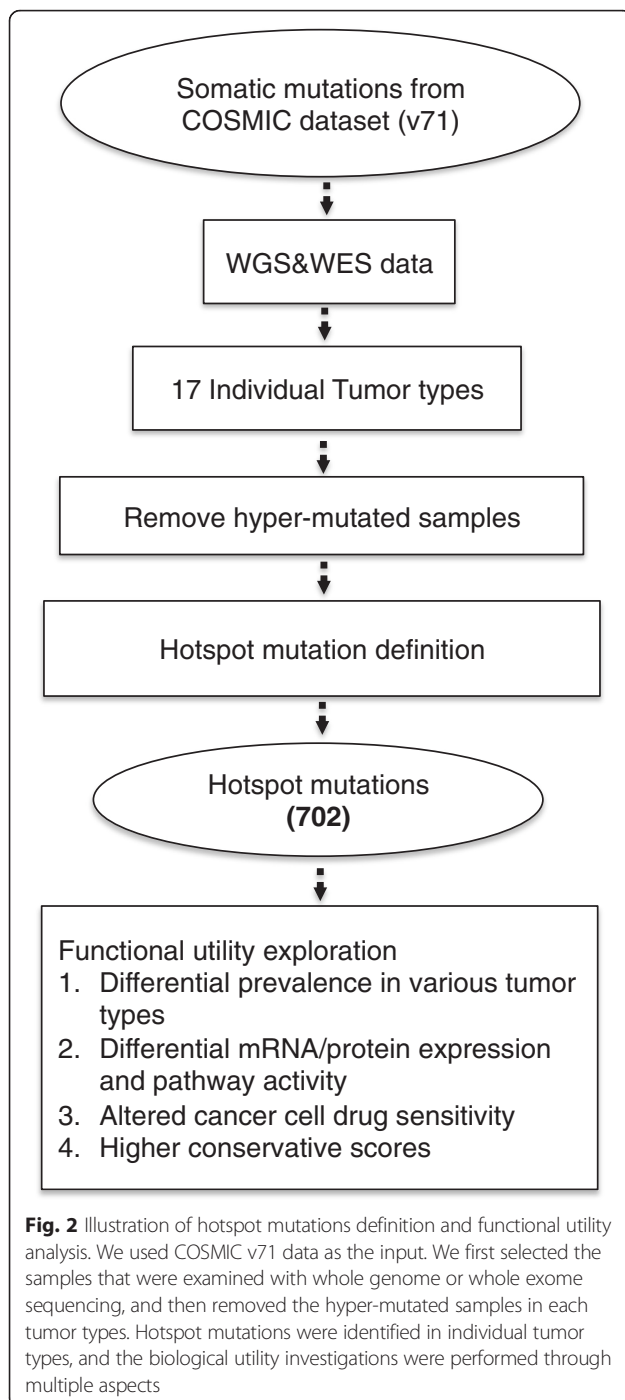 Somatic mutations from
COSMIC dataset (v71)
WGS&WES data
17 Individual Tumor types
Remove hyper-mutated samples
Hotspot mutation definition
Hotspot mutations
(702)
Functional utility exploration
1. Differential prevalence in various tumor
types
2. Differential mRNA/protein expression
and pathway activity
3. Altered cancer cell drug sensitivity
4. Higher conservative scores
Fig. 2 Illustration of hotspot mutations definition and functional utility
analysis. We used COSMIC v71 data as the input. We first selected the
samples that were examined with whole genome or whole exome
sequencing, and then removed the hyper-mutated samples in each
tumor types. Hotspot mutations were identified in individual tumor
types, and the biological utility investigations were performed through
multiple aspects